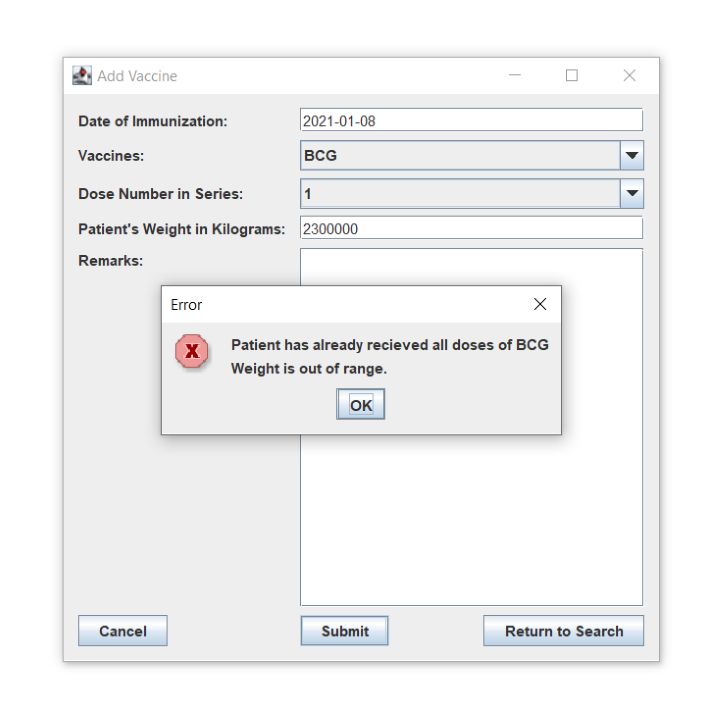 Add Vaccine
Date of Immunization: 2021-01-08
Vaccines: BCG
Dose Number in Series: 1
Patient's Weight in Kilograms: 2300000
Remarks:
Error
X
Patient has already recieved all doses of BCG
Weight is out of range.
OK
Cancel Submit Return to Search